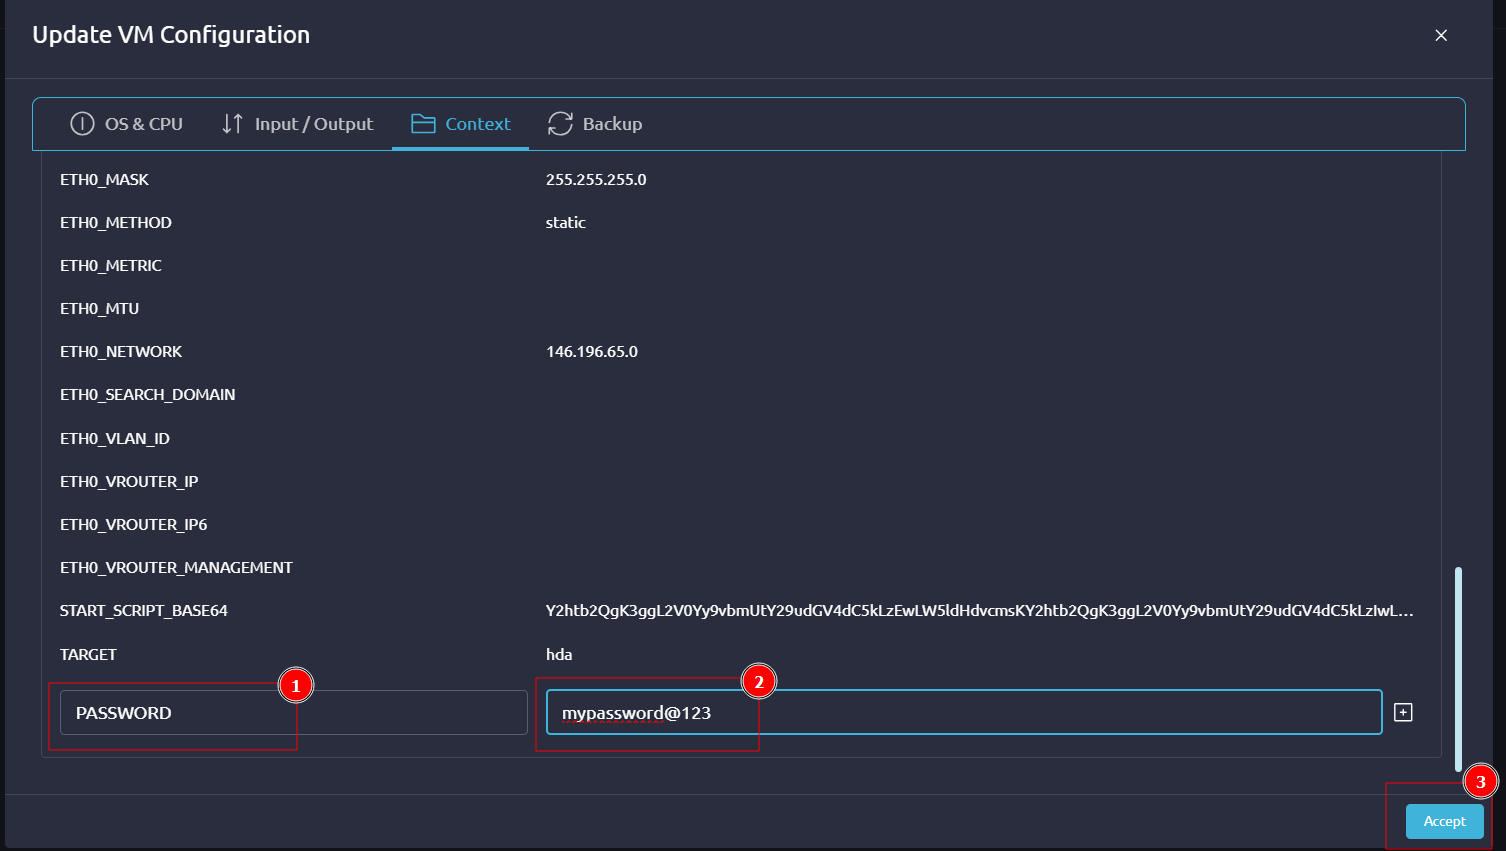 Update VM Configuration
OS & CPU Input / Output Context Backup
ETH0_MASK 255.255.255.0
ETH0_METHOD static
ETH0_METRIC
ETH0_MTU
ETH0_NETWORK 146.196.65.0
ETH0_SEARCH_DOMAIN
ETH0_VLAN_ID
ETH0_VROUTER_IP
ETH0_VROUTER_IP6
ETH0_VROUTER_MANAGEMENT
START_SCRIPT_BASE64 Y2htb2QgK3ggL2V0Yy9vbmUtY29udGV4dC5kLzEwLW5ldHdvcmsKY2htb2QgK3ggL2V0Yy9vbmUtY29udGV4dC5kLzIwL...
TARGET hda
1 2
PASSWORD mypassword@123
3
Accept